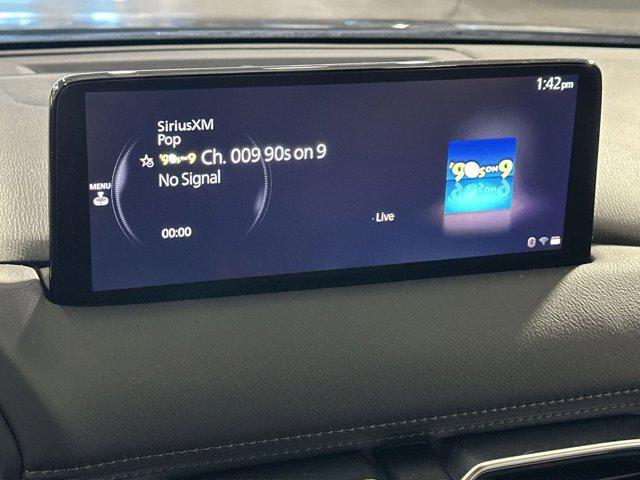 1:42pm
SiriusXM
Pop
'90s on 9 Ch. 009 90s on 9
No Signal
MENU
00:00
Live
'90s ON 9